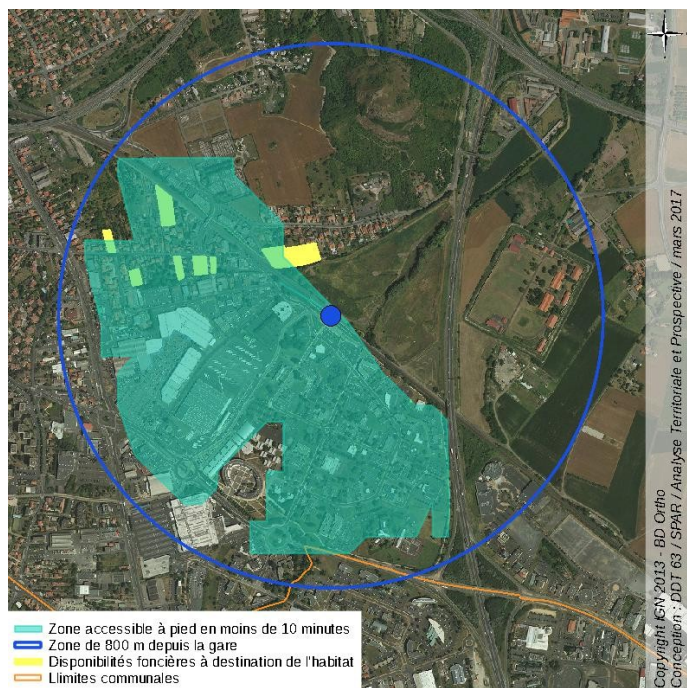 Copyright IGN 2013 - BD Ortho
Conception : DDT 63 / SPAR / Analyse Territoriale et Prospective / mars 2017
Zone accessible à pied en moins de 10 minutes
Zone de 800 m depuis la gare
Disponibilités foncières à destination de l'habitat
Llimites communales